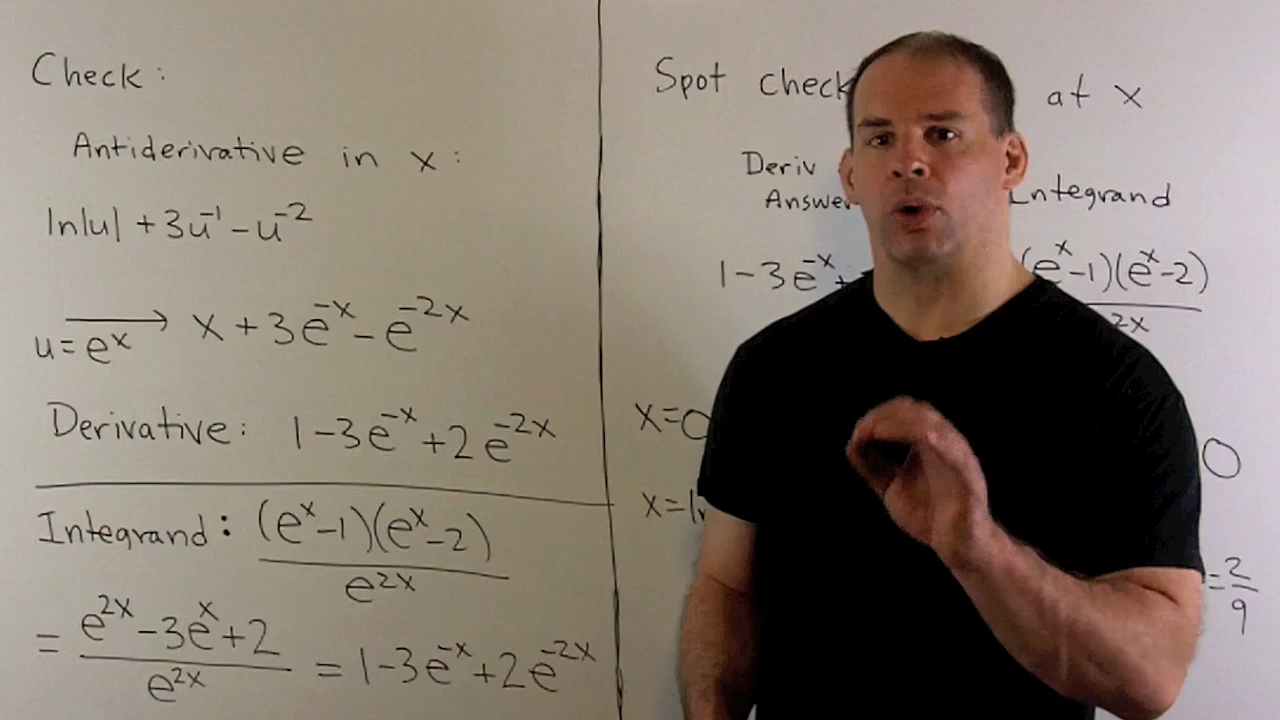 Check:
Antiderivative in x:
ln|u| + 3u⁻¹ - u⁻²
u=eˣ → x + 3e⁻ˣ - e⁻²ˣ
Derivative: 1-3e⁻ˣ + 2e⁻²ˣ
Integrand: (eˣ-1)(eˣ-2)
e²ˣ
= e²ˣ - 3eˣ + 2
e²ˣ
= 1-3e⁻ˣ + 2e⁻²ˣ
Spot check at x
Deriv
Integrand
1-3e⁻ˣ +
(eˣ-1)(eˣ-2)
2x
x=0
0
x=
=2/9